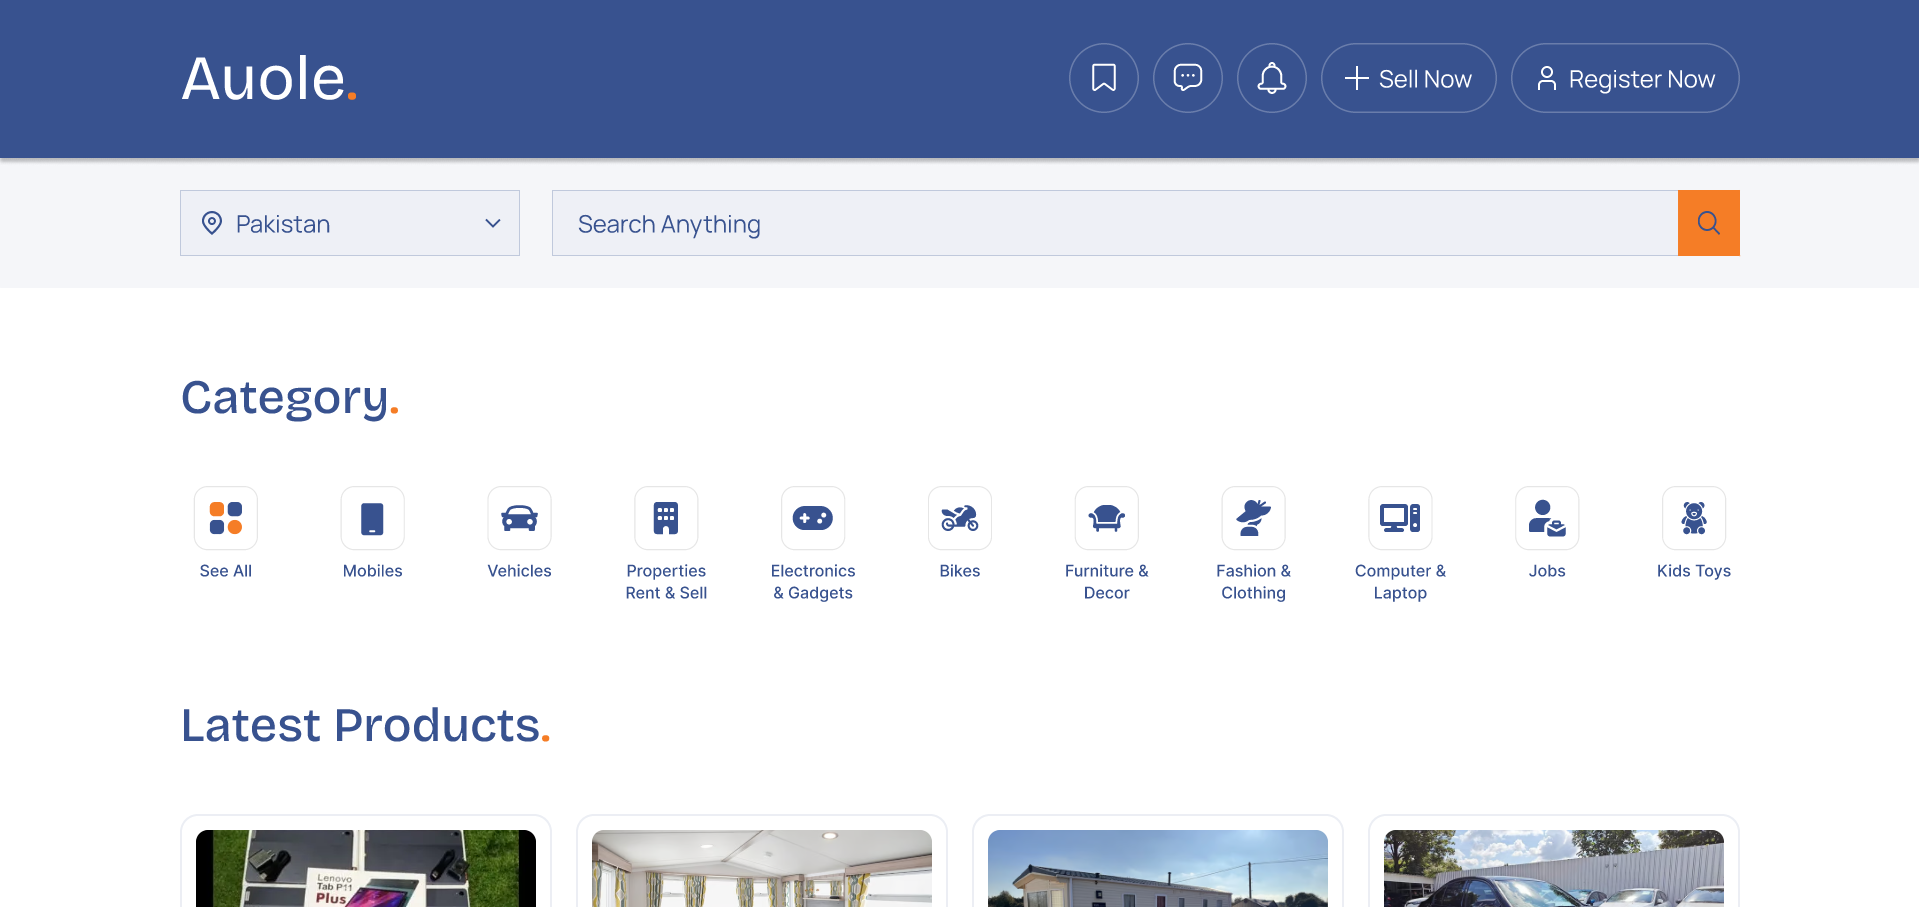 Auole.
Sell Now
Register Now
Pakistan
Search Anything
Category.
See All
Mobiles
Vehicles
Properties
Rent & Sell
Electronics
& Gadgets
Bikes
Furniture &
Decor
Fashion &
Clothing
Computer &
Laptop
Jobs
Kids Toys
Latest Products.
Lenovo
Tab P11
Plus